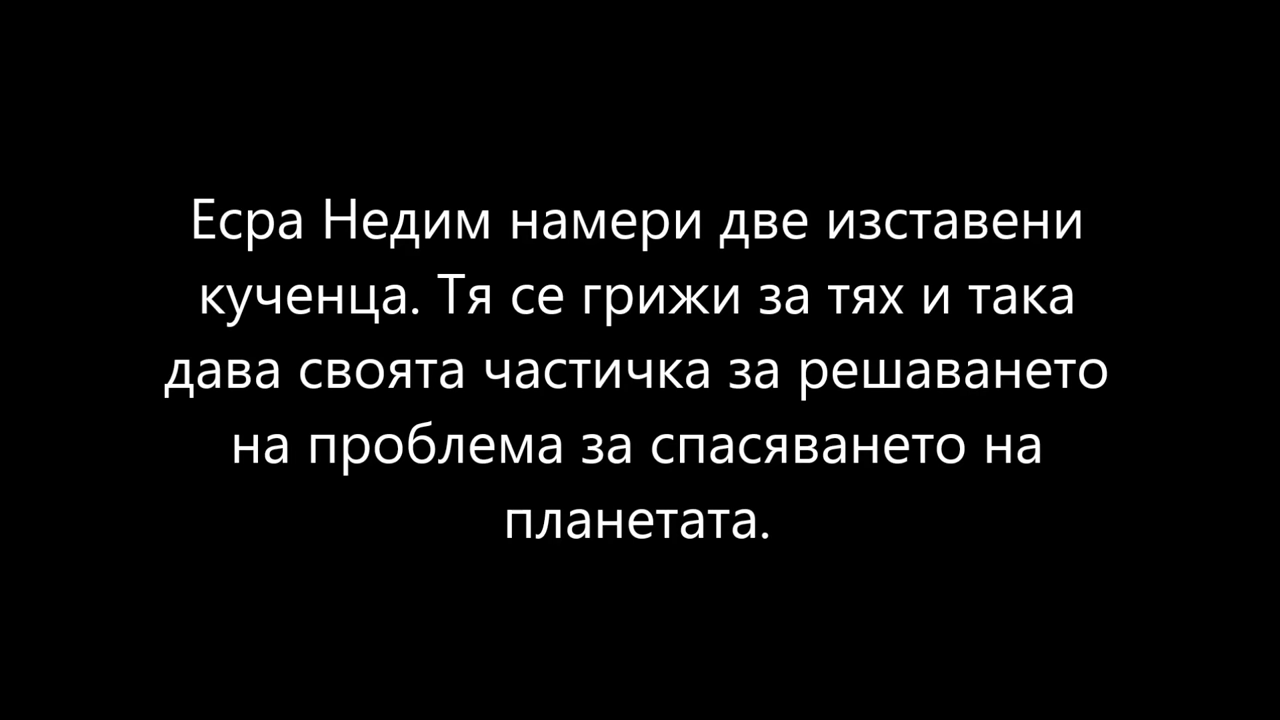 Есра Недим намери две изставени
кученца. Тя се грижи за тях и така
дава своята частичка за решаването
на проблема за спасяването на
планетата.